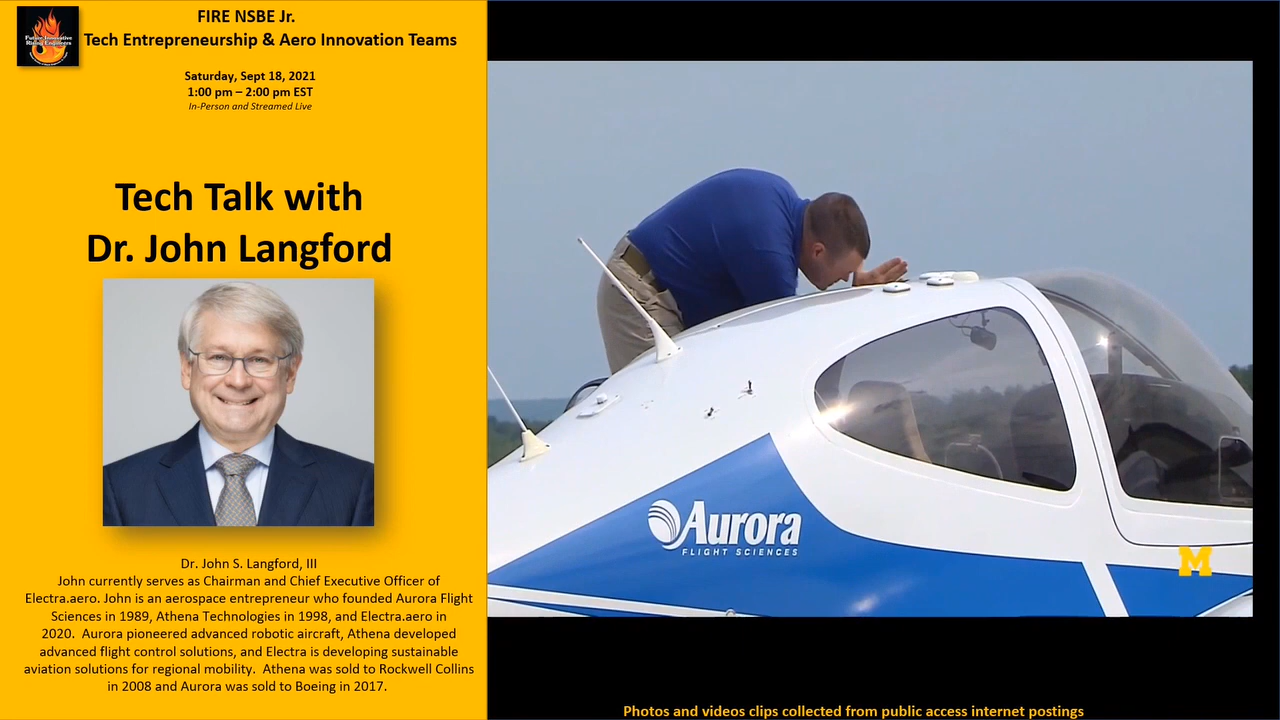 FIRE NSBE Jr.
Tech Entrepreneurship & Aero Innovation Teams
Future Innovative
Rising Engineers
Saturday, Sept 18, 2021
1:00 pm – 2:00 pm EST
In-Person and Streamed Live
Tech Talk with
Dr. John Langford
Dr. John S. Langford, III
John currently serves as Chairman and Chief Executive Officer of
Electra.aero. John is an aerospace entrepreneur who founded Aurora Flight
Sciences in 1989, Athena Technologies in 1998, and Electra.aero in
2020.  Aurora pioneered advanced robotic aircraft, Athena developed
advanced flight control solutions, and Electra is developing sustainable
aviation solutions for regional mobility.  Athena was sold to Rockwell Collins
in 2008 and Aurora was sold to Boeing in 2017.
Aurora
FLIGHT SCIENCES
M
Photos and videos clips collected from public access internet postings